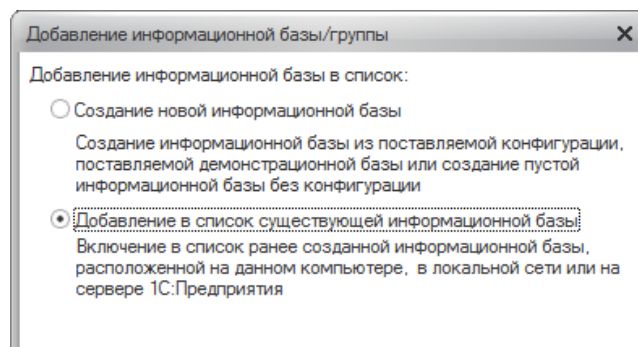 Добавление информационной базы/группы
Добавление информационной базы в список:
Создание новой информационной базы
Создание информационной базы из поставляемой конфигурации,
поставляемой демонстрационной базы или создание пустой
информационной базы без конфигурации
Добавление в список существующей информационной базы
Включение в список ранее созданной информационной базы,
расположенной на данном компьютере, в локальной сети или на
сервере 1С:Предприятия